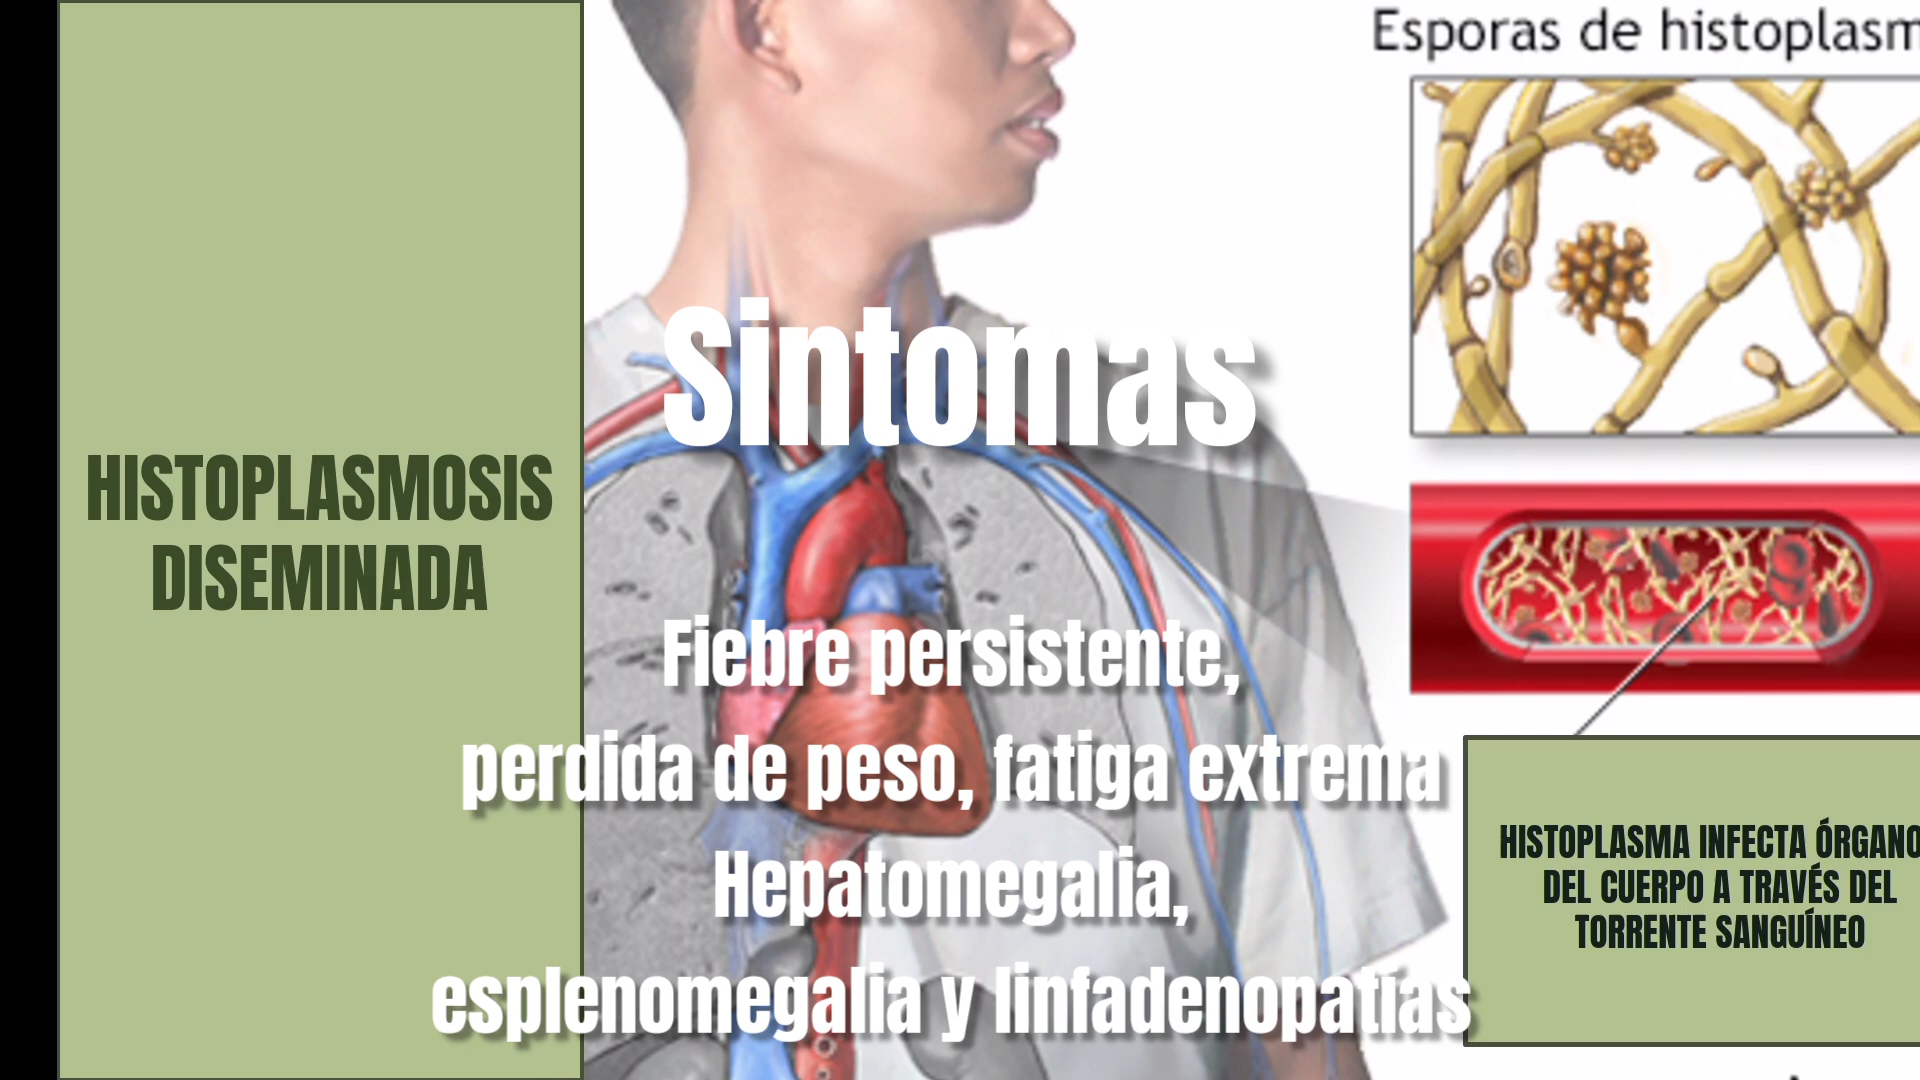 HISTOPLASMOSIS
DISEMINADA
Esporas de histoplasm
Sintomas
Fiebre persistente,
perdida de peso, fatiga extrema
Hepatomegalia,
esplenomegalia y linfadenopatías
HISTOPLASMA INFECTA ÓRGANO
DEL CUERPO A TRAVÉS DEL
TORRENTE SANGUÍNEO